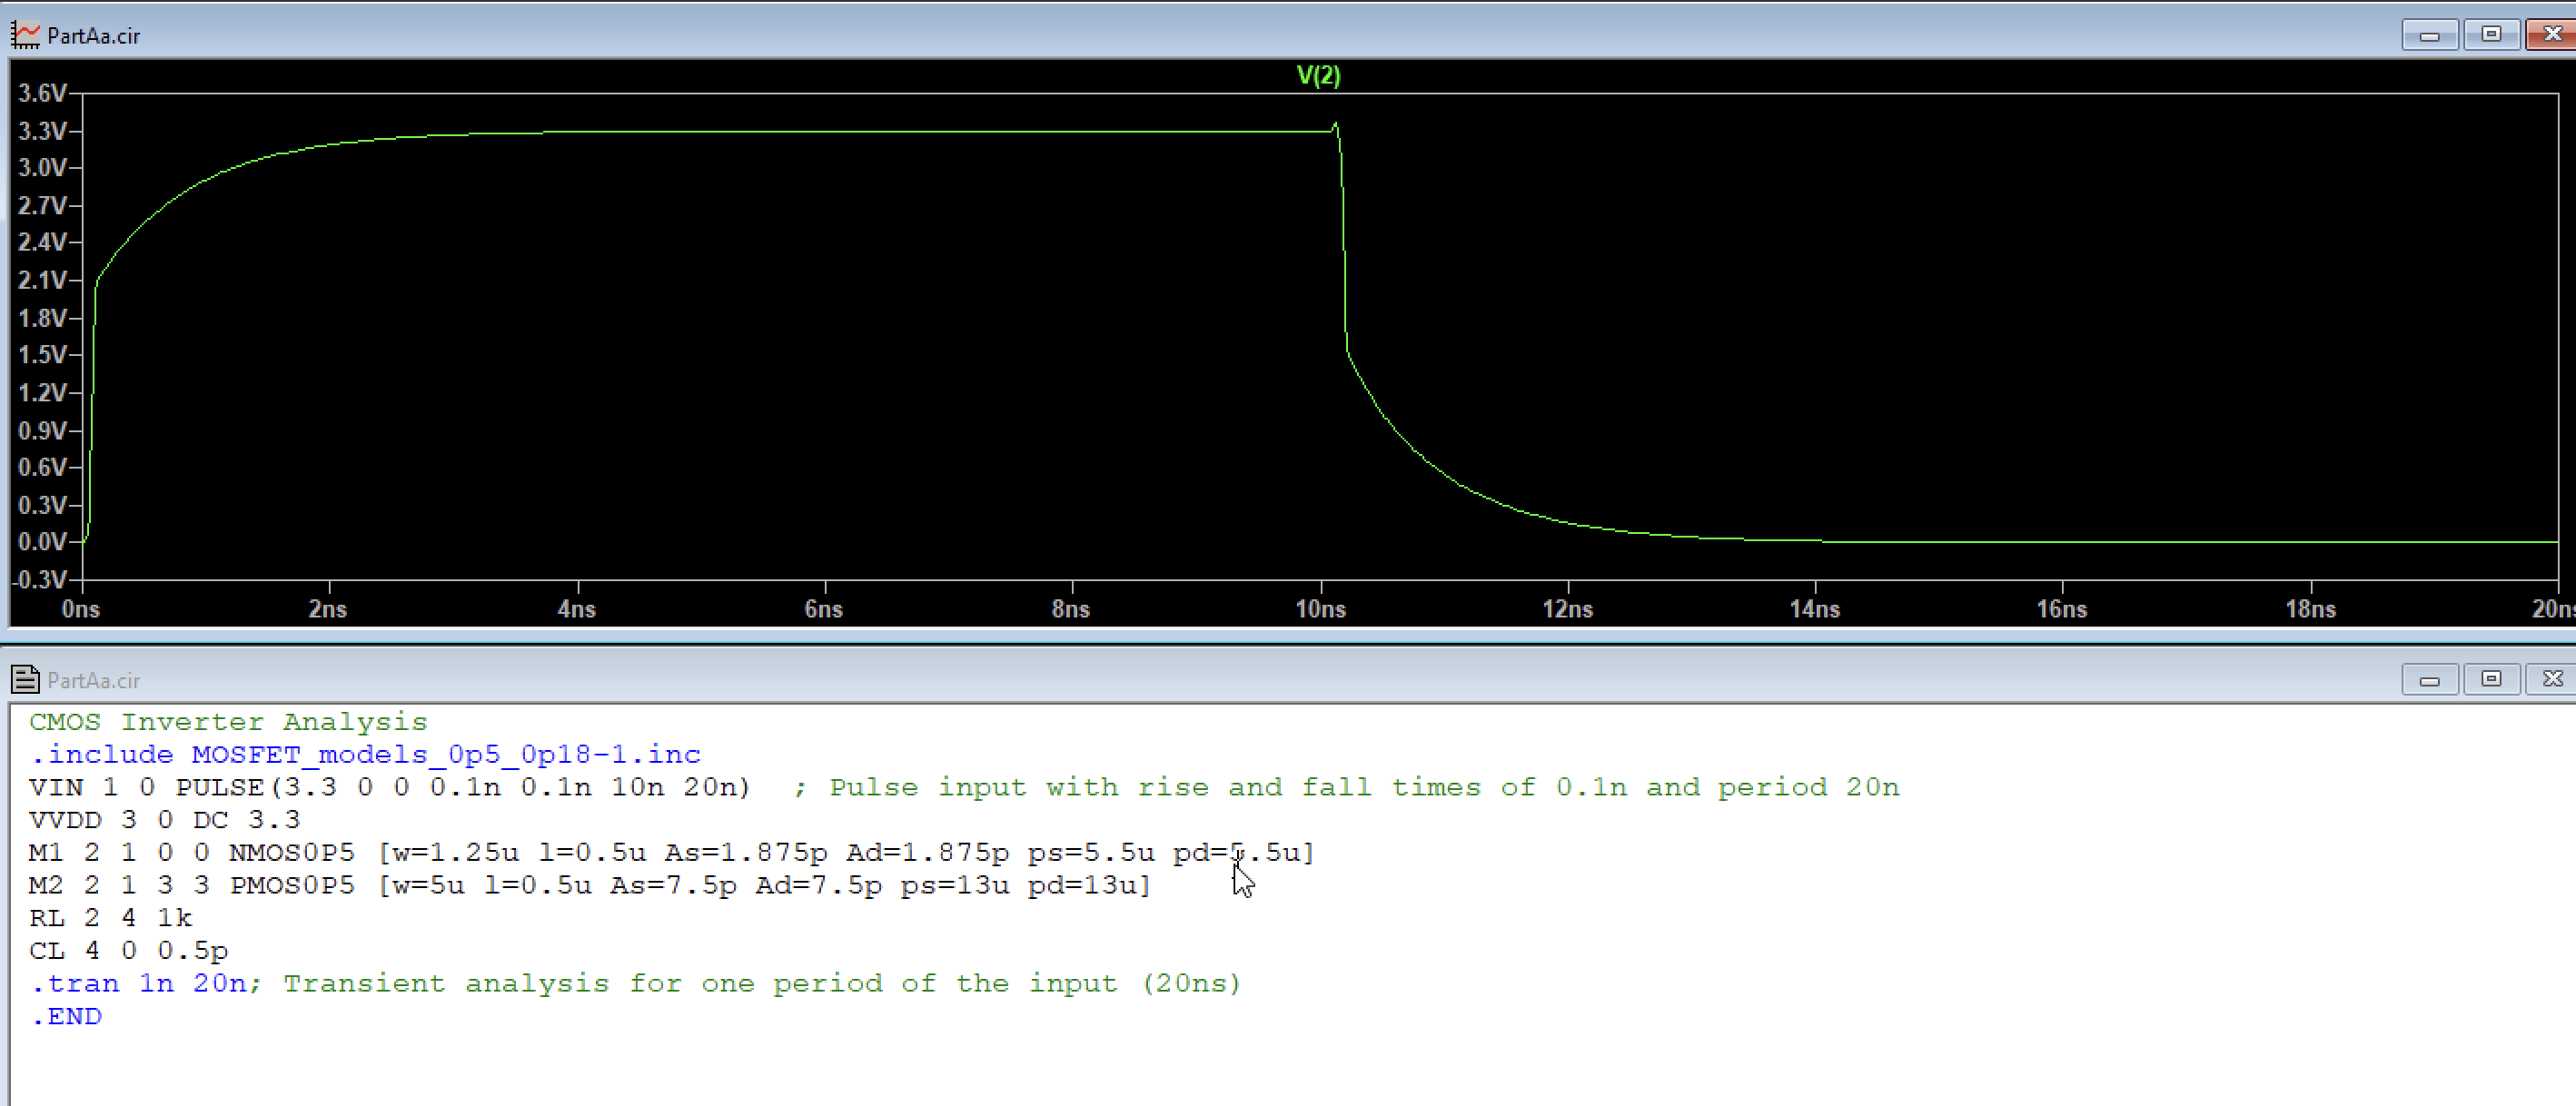 PartAa.cir
V(2)
3.6V
3.3V
3.0V
2.7V
2.4V
2.1V
1.8V
1.5V
1.2V
0.9V
0.6V
0.3V
0.0V
-0.3V
0ns 2ns 4ns 6ns 8ns 10ns 12ns 14ns 16ns 18ns 20ns
PartAa.cir
CMOS Inverter Analysis
.include MOSFET_models_0p5_0p18-1.inc
VIN 1 0 PULSE(3.3 0 0 0.1n 0.1n 10n 20n) ; Pulse input with rise and fall times of 0.1n and period 20n
VVDD 3 0 DC 3.3
M1 2 1 0 0 NMOS0P5 [w=1.25u l=0.5u As=1.875p Ad=1.875p ps=5.5u pd=5.5u]
M2 2 1 3 3 PMOS0P5 [w=5u l=0.5u As=7.5p Ad=7.5p ps=13u pd=13u]
RL 2 4 1k
CL 4 0 0.5p
.tran 1n 20n; Transient analysis for one period of the input (20ns)
.END